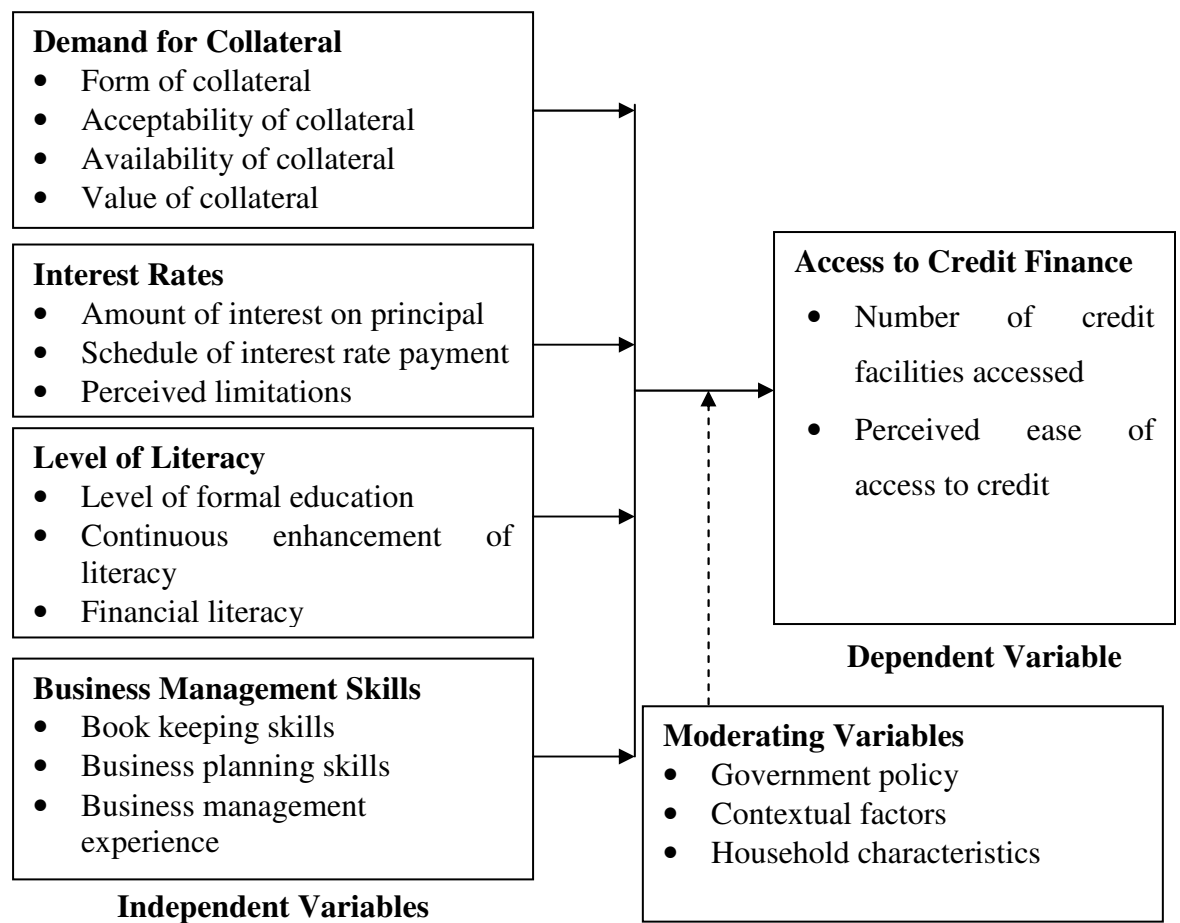 Demand for Collateral
• Form of collateral
• Acceptability of collateral
• Availability of collateral
• Value of collateral
Interest Rates
• Amount of interest on principal
• Schedule of interest rate payment
• Perceived limitations
Level of Literacy
• Level of formal education
• Continuous enhancement of
literacy
• Financial literacy
Business Management Skills
• Book keeping skills
• Business planning skills
• Business management
experience
Independent Variables
Access to Credit Finance
• Number of credit
facilities accessed
• Perceived ease of
access to credit
Dependent Variable
Moderating Variables
• Government policy
• Contextual factors
• Household characteristics